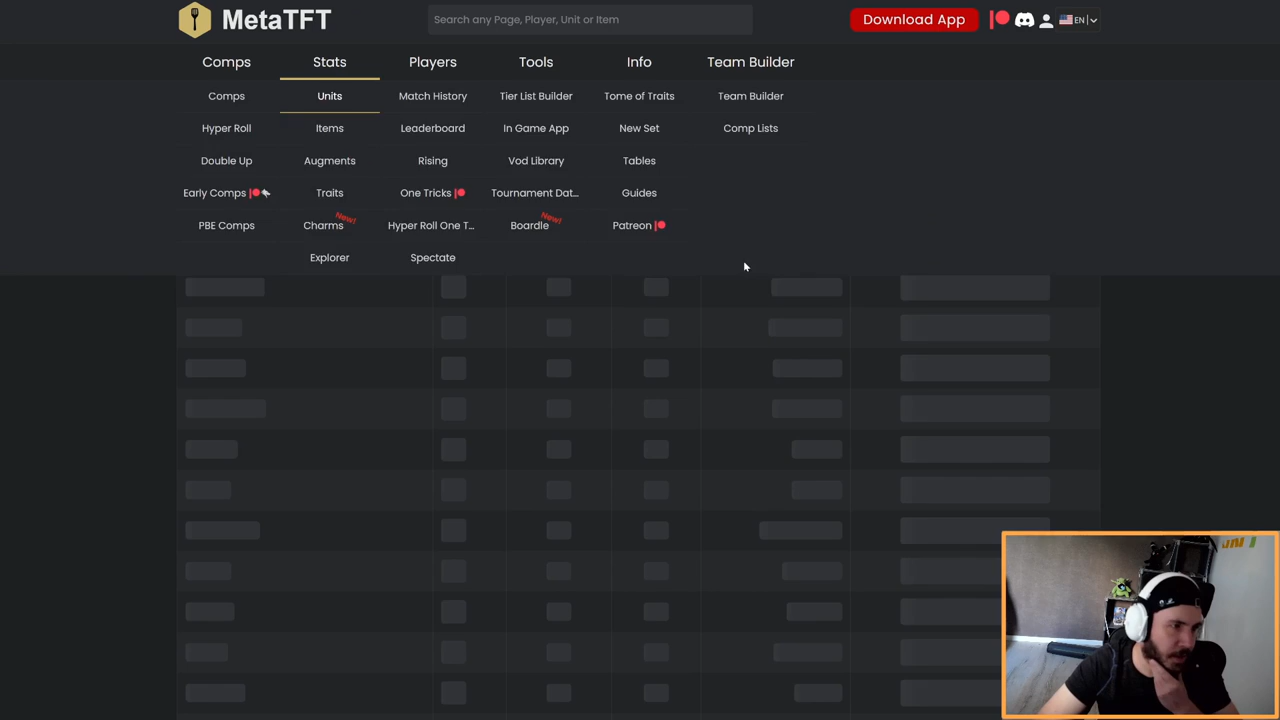 MetaTFT
Search any Page, Player, Unit or Item
Download App
EN
Comps Stats Players Tools Info Team Builder
Comps Units Match History Tier List Builder Tome of Traits Team Builder
Hyper Roll Items Leaderboard In Game App New Set Comp Lists
Double Up Augments Rising Vod Library Tables
Early Comps Traits One Tricks Tournament Dat... Guides
PBE Comps Charms New! Hyper Roll One T... Boardle New! Patreon
Explorer Spectate